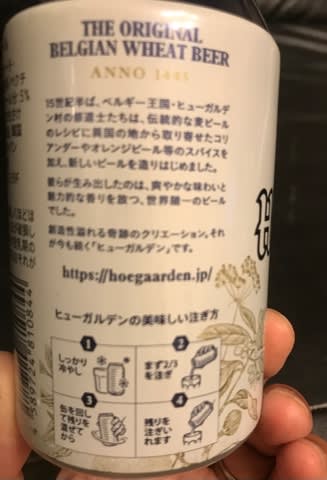 THE ORIGINAL
BELGIAN WHEAT BEER
ANNO 1445
15世紀半ば、ベルギー王国・ヒューガルデ
ン村の修道士たちは、伝統的な麦ビール
のレシピに異国の地から取り寄せたコリ
アンダーやオレンジピール等のスパイスを
加え、新しいビールを造りはじめました。
彼らが生み出したのは、爽やかな味わいと
魅力的な香りを放つ、世界随一のビール
でした。
創造性溢れる奇跡のクリエーション。それ
が今も続く「ヒューガルデン」です。
https://hoegaarden.jp/
ヒューガルデンの美味しい注ぎ方
1
しっかり
冷やし
2
まず2/3
を注ぎ
3
缶を回し
て残りを
混ぜて
から
4
残りを
注ぎい
れます
5%
H